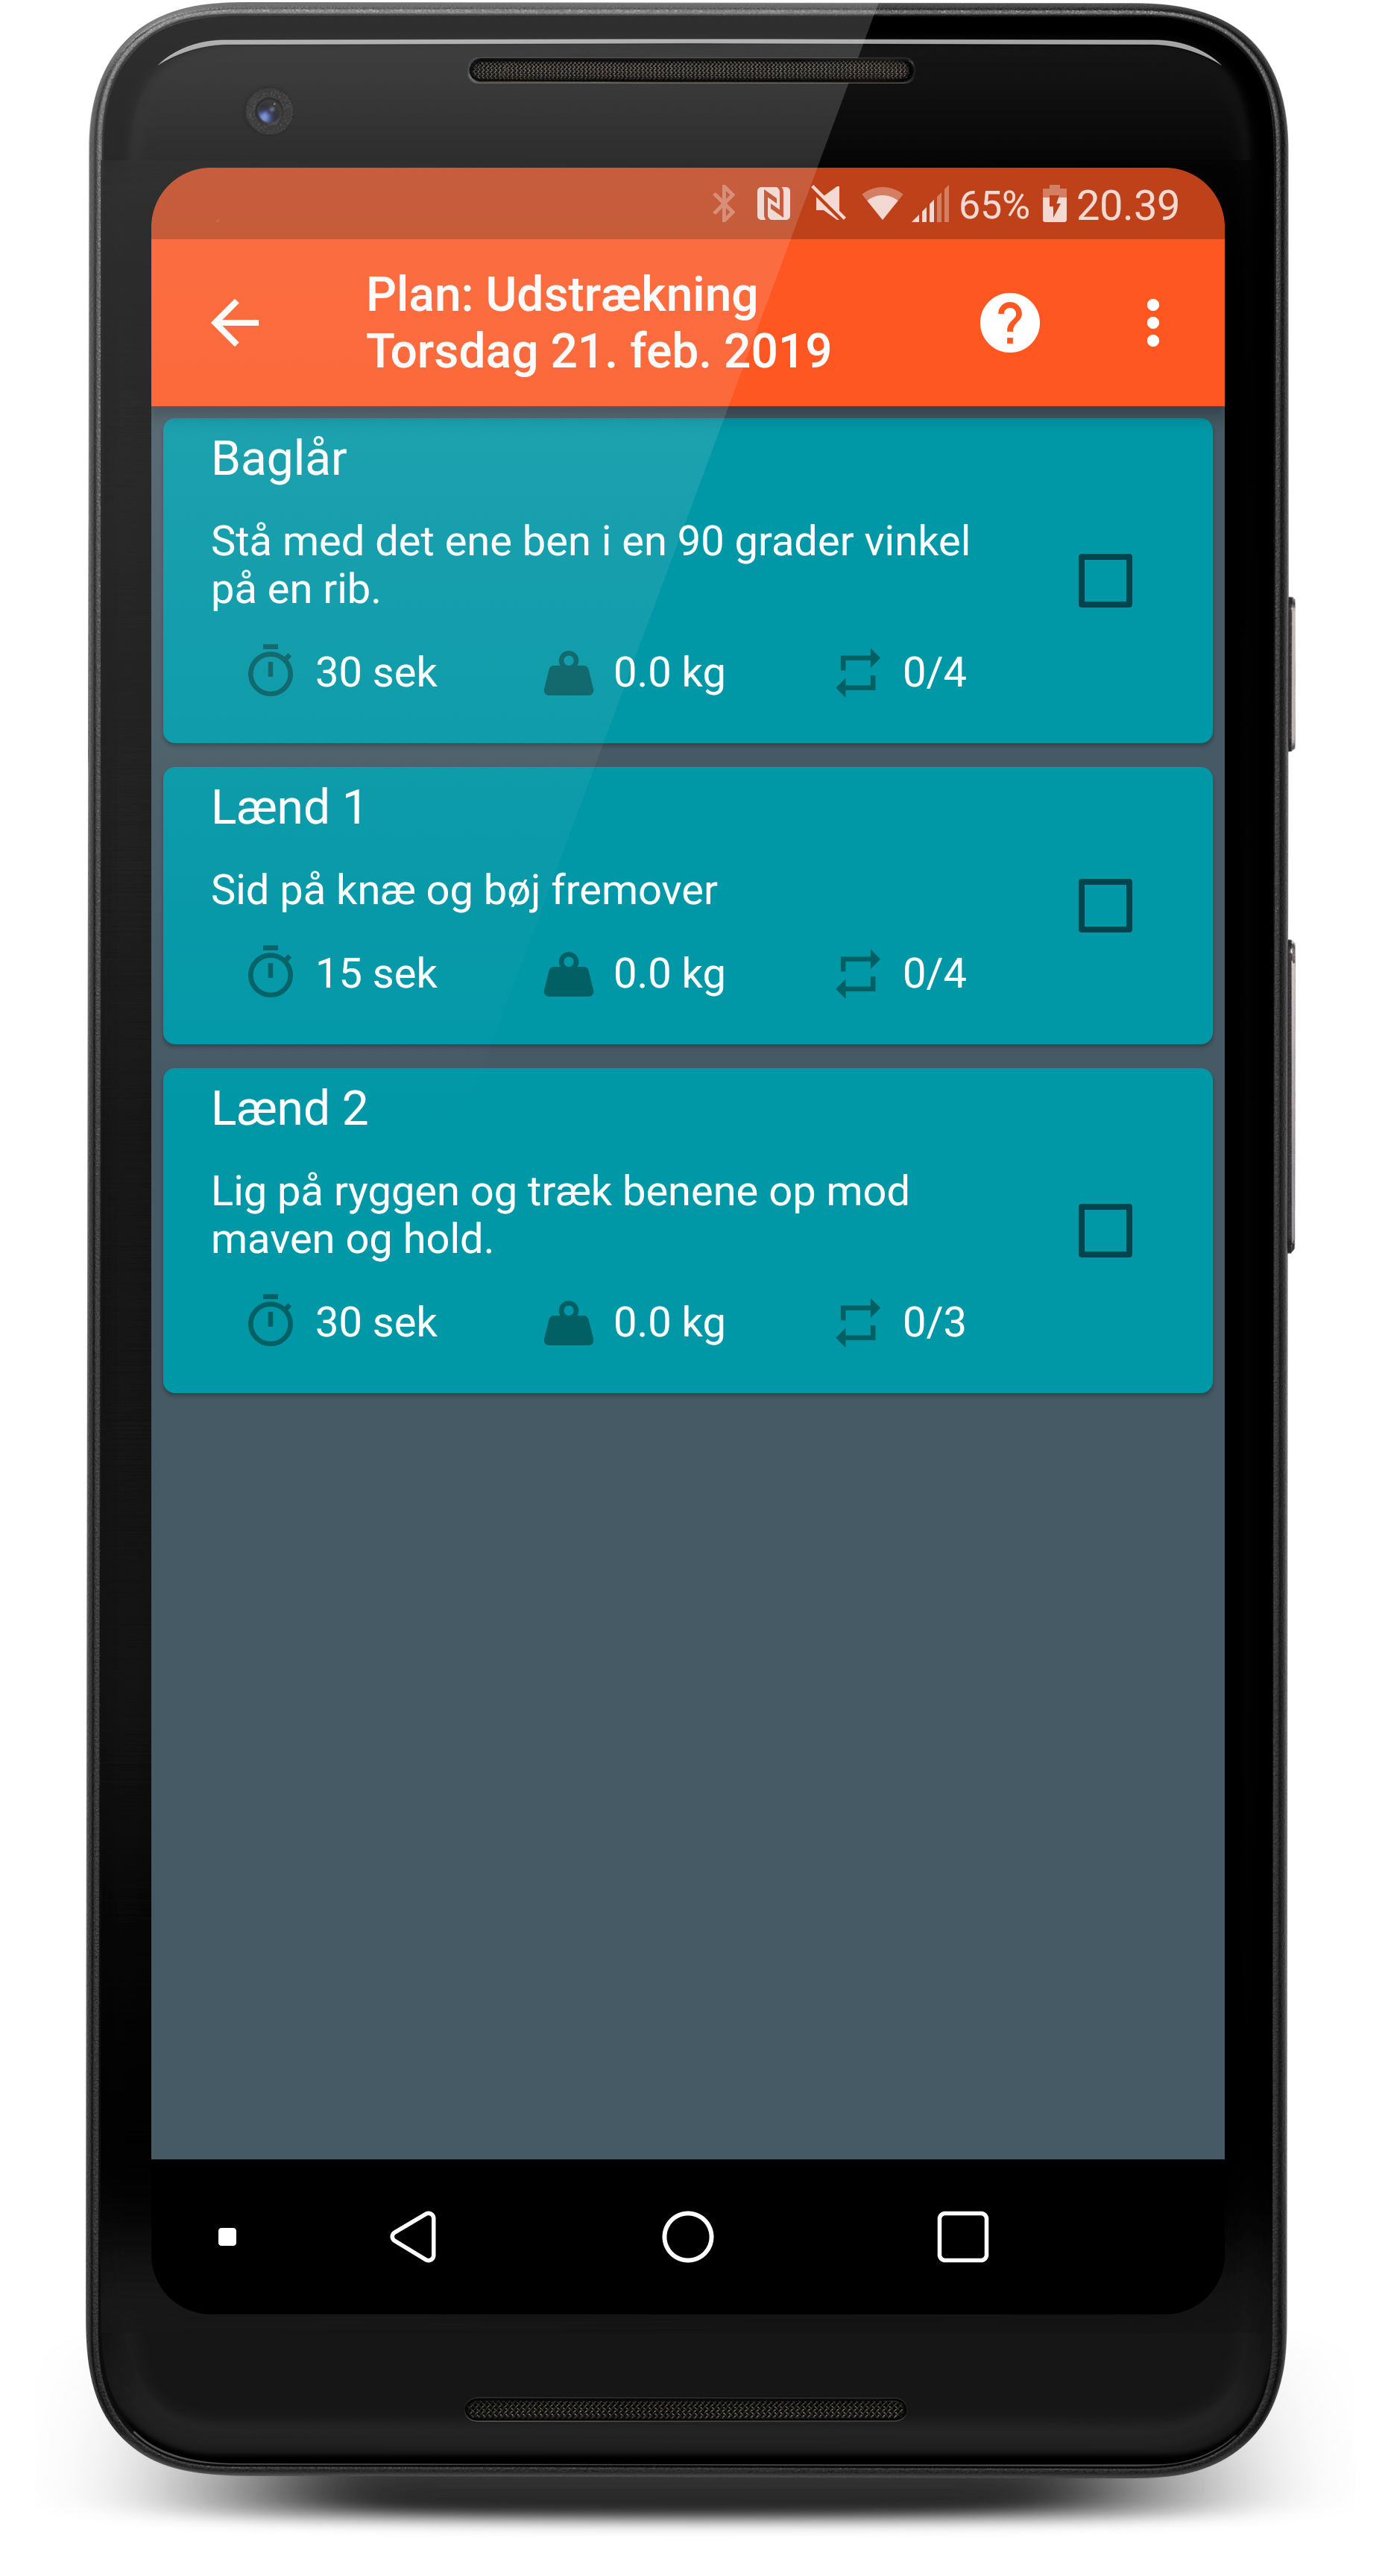 65% 20.39
Plan: Udstrækning
Torsdag 21. feb. 2019
Baglår
Stå med det ene ben i en 90 grader vinkel
på en rib.
30 sek 0.0 kg 0/4
Lænd 1
Sid på knæ og bøj fremover
15 sek 0.0 kg 0/4
Lænd 2
Lig på ryggen og træk benene op mod
maven og hold.
30 sek 0.0 kg 0/3